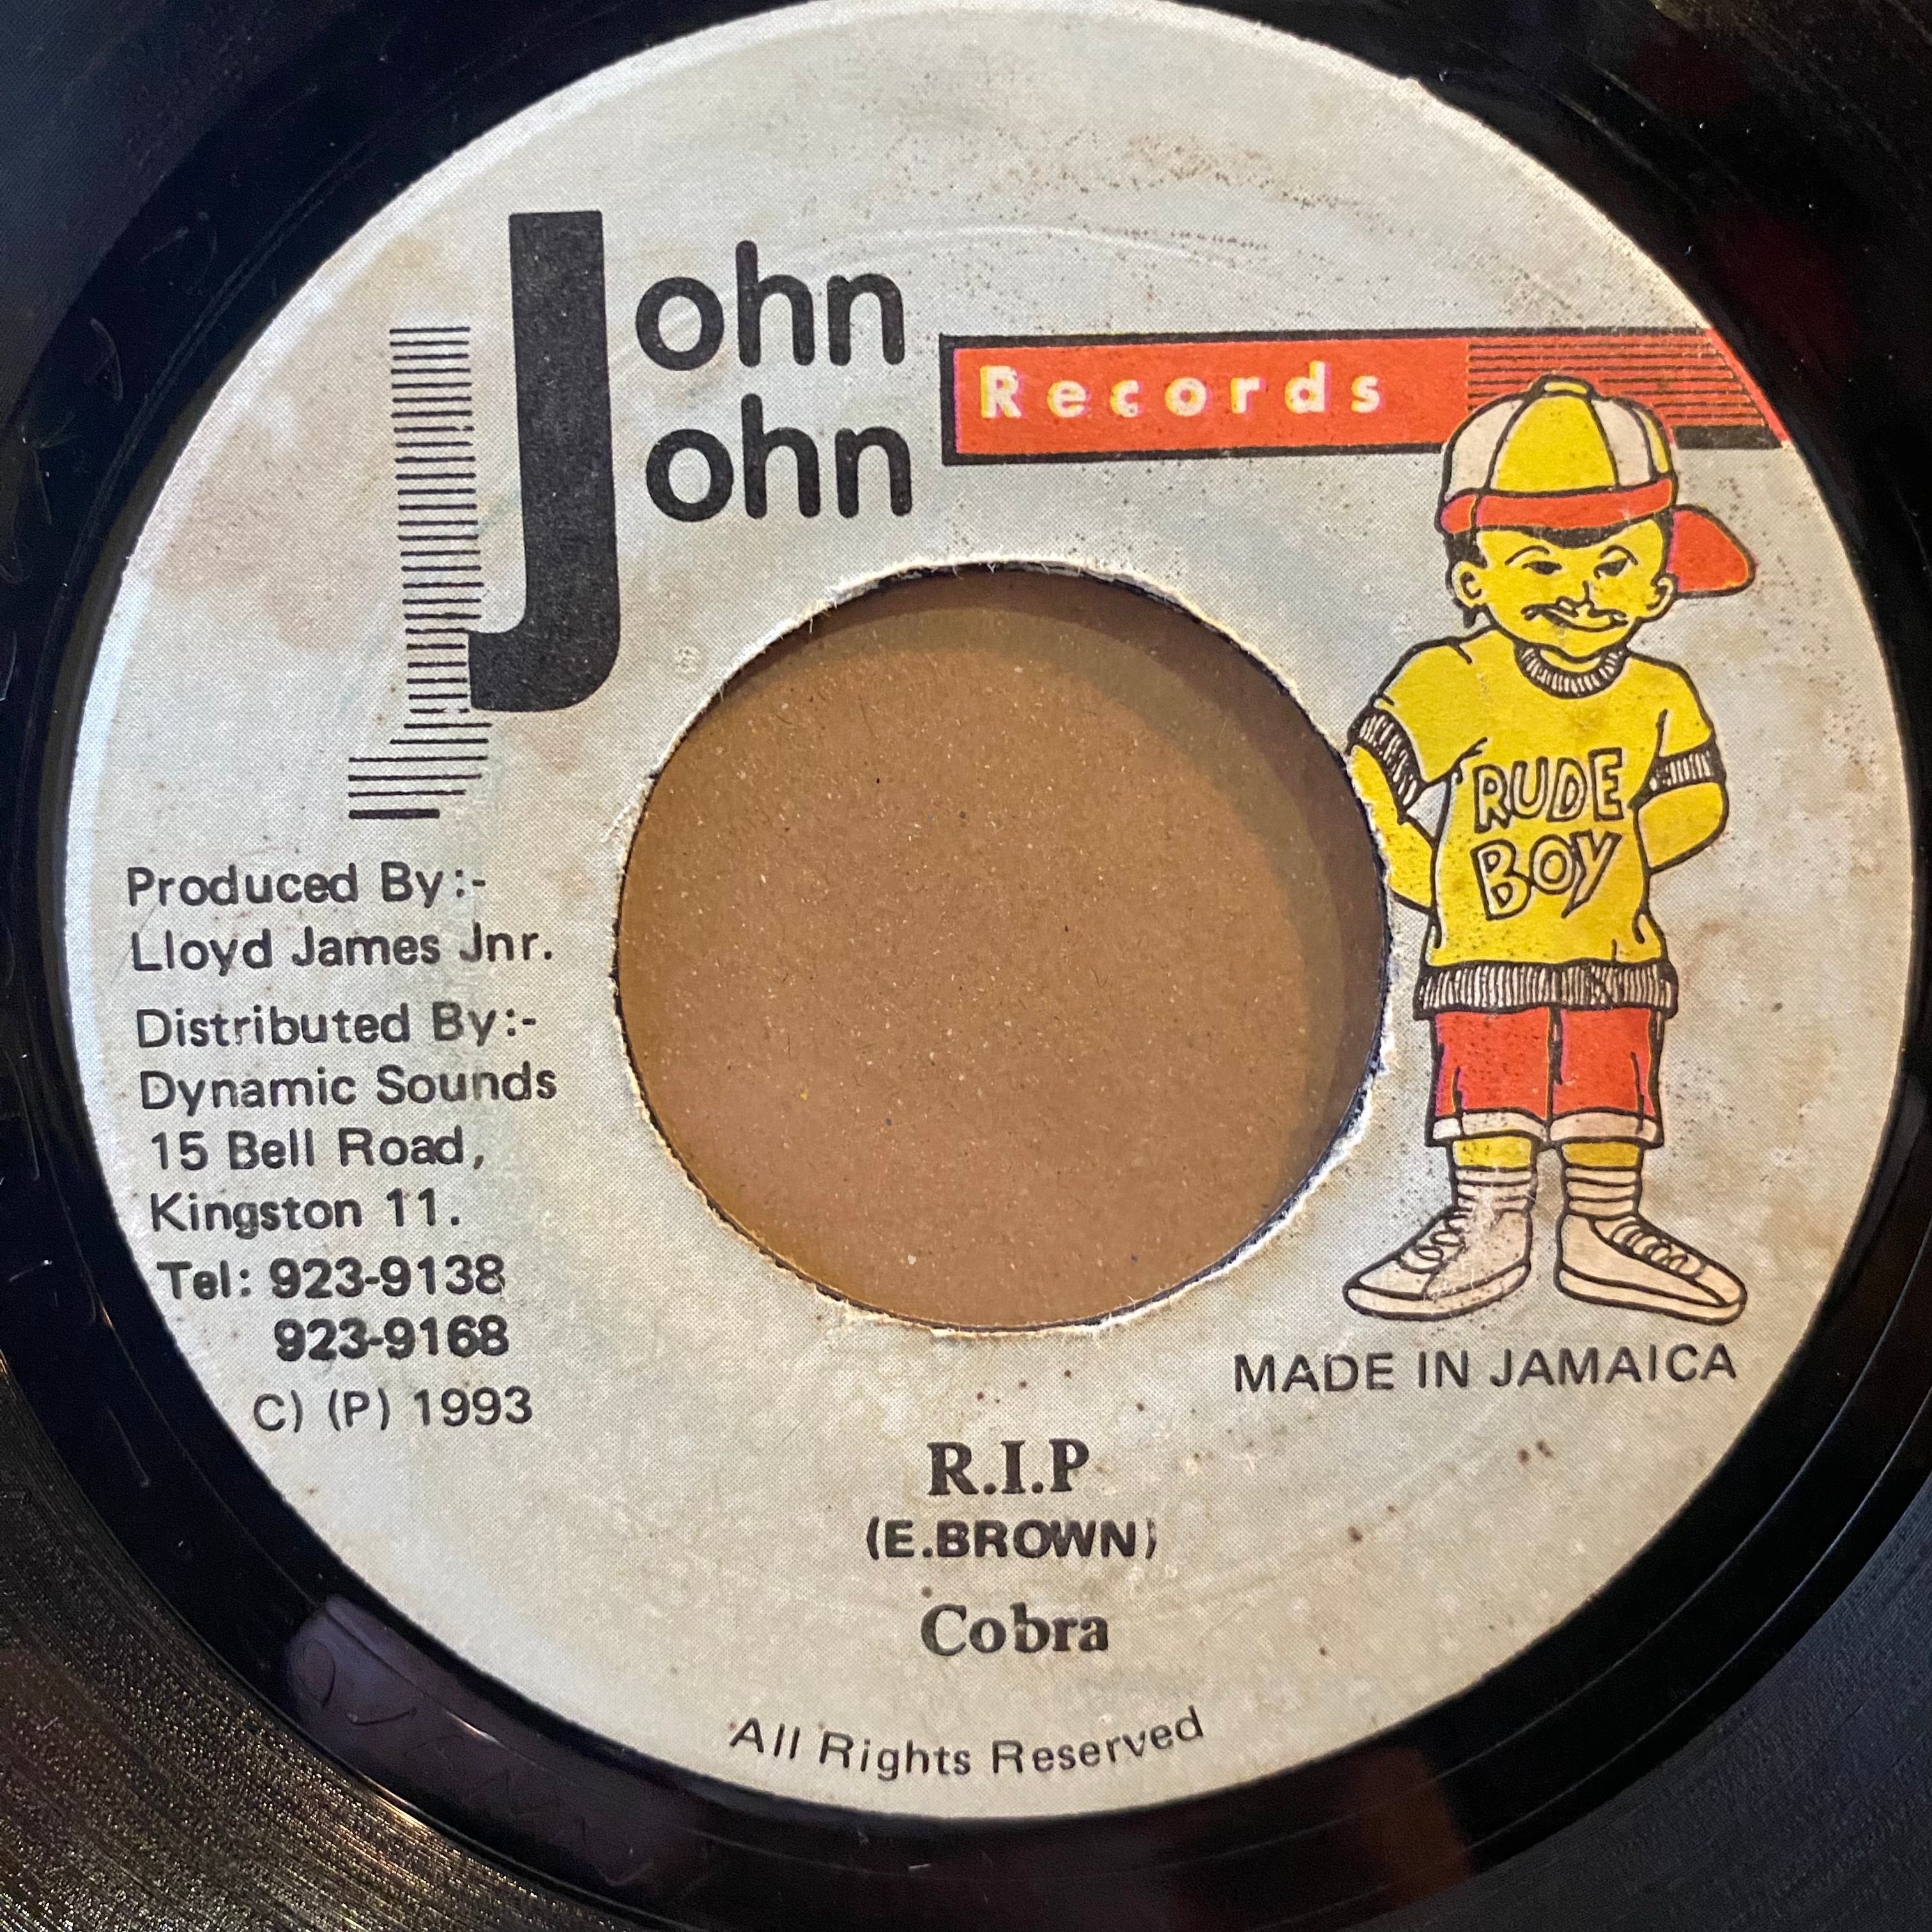 John
John
Records
RUDE
BOY
Produced By:-
Lloyd James Jnr.
Distributed By:-
Dynamic Sounds
15 Bell Road,
Kingston 11.
Tel: 923-9138
923-9168
C) (P) 1993
MADE IN JAMAICA
R.I.P
(E.BROWN)
Cobra
All Rights Reserved